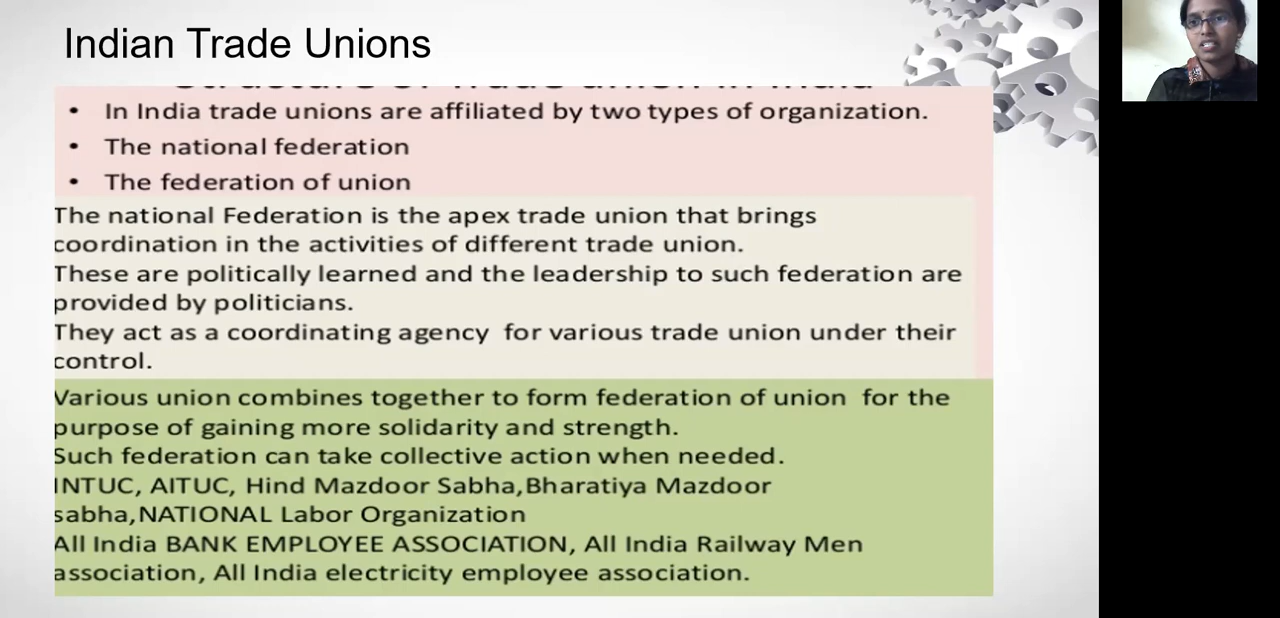 Indian Trade Unions
Structure of Trade union in India
• In India trade unions are affiliated by two types of organization.
• The national federation
• The federation of union
The national Federation is the apex trade union that brings
coordination in the activities of different trade union.
These are politically learned and the leadership to such federation are
provided by politicians.
They act as a coordinating agency for various trade union under their
control.
Various union combines together to form federation of union for the
purpose of gaining more solidarity and strength.
Such federation can take collective action when needed.
INTUC, AITUC, Hind Mazdoor Sabha,Bharatiya Mazdoor
sabha,NATIONAL Labor Organization
All India BANK EMPLOYEE ASSOCIATION, All India Railway Men
association, All India electricity employee association.